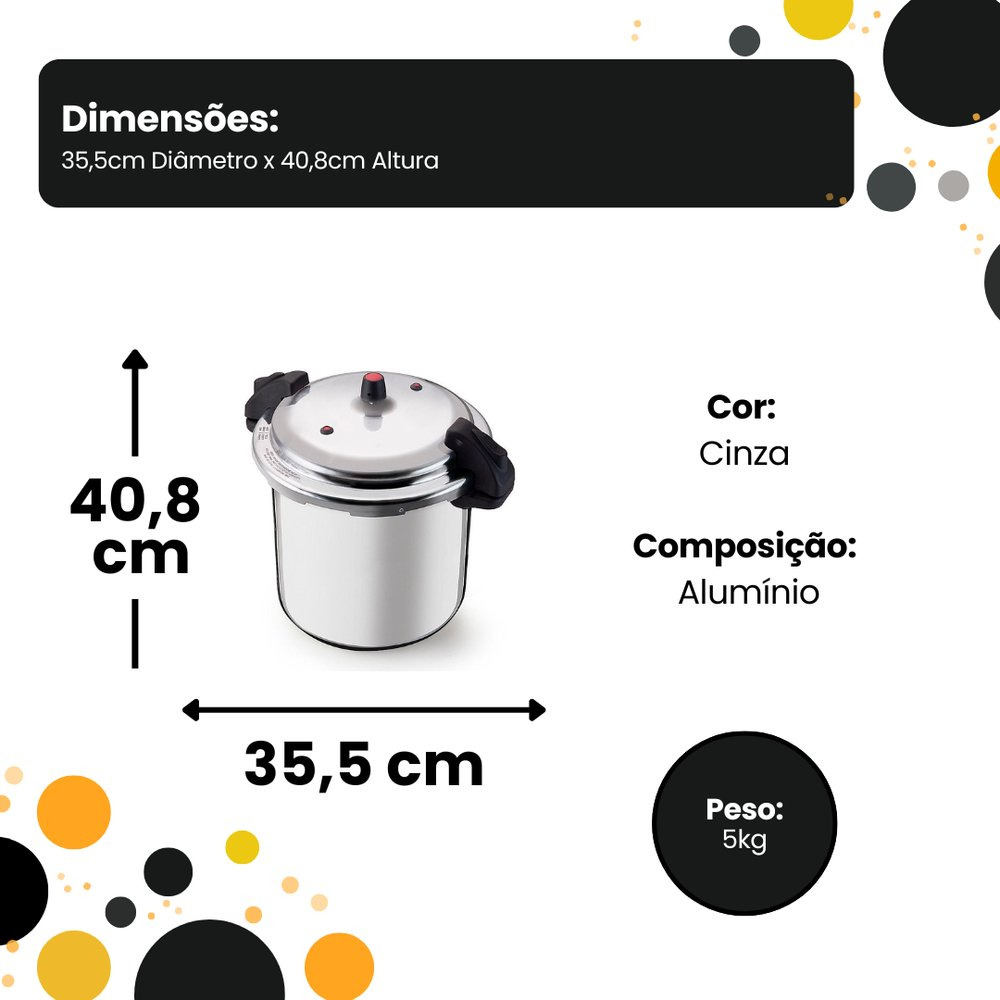 Dimensões:
35,5cm Diâmetro x 40,8cm Altura
40,8
cm
35,5 cm
Cor:
Cinza
Composição:
Alumínio
Peso:
5kg